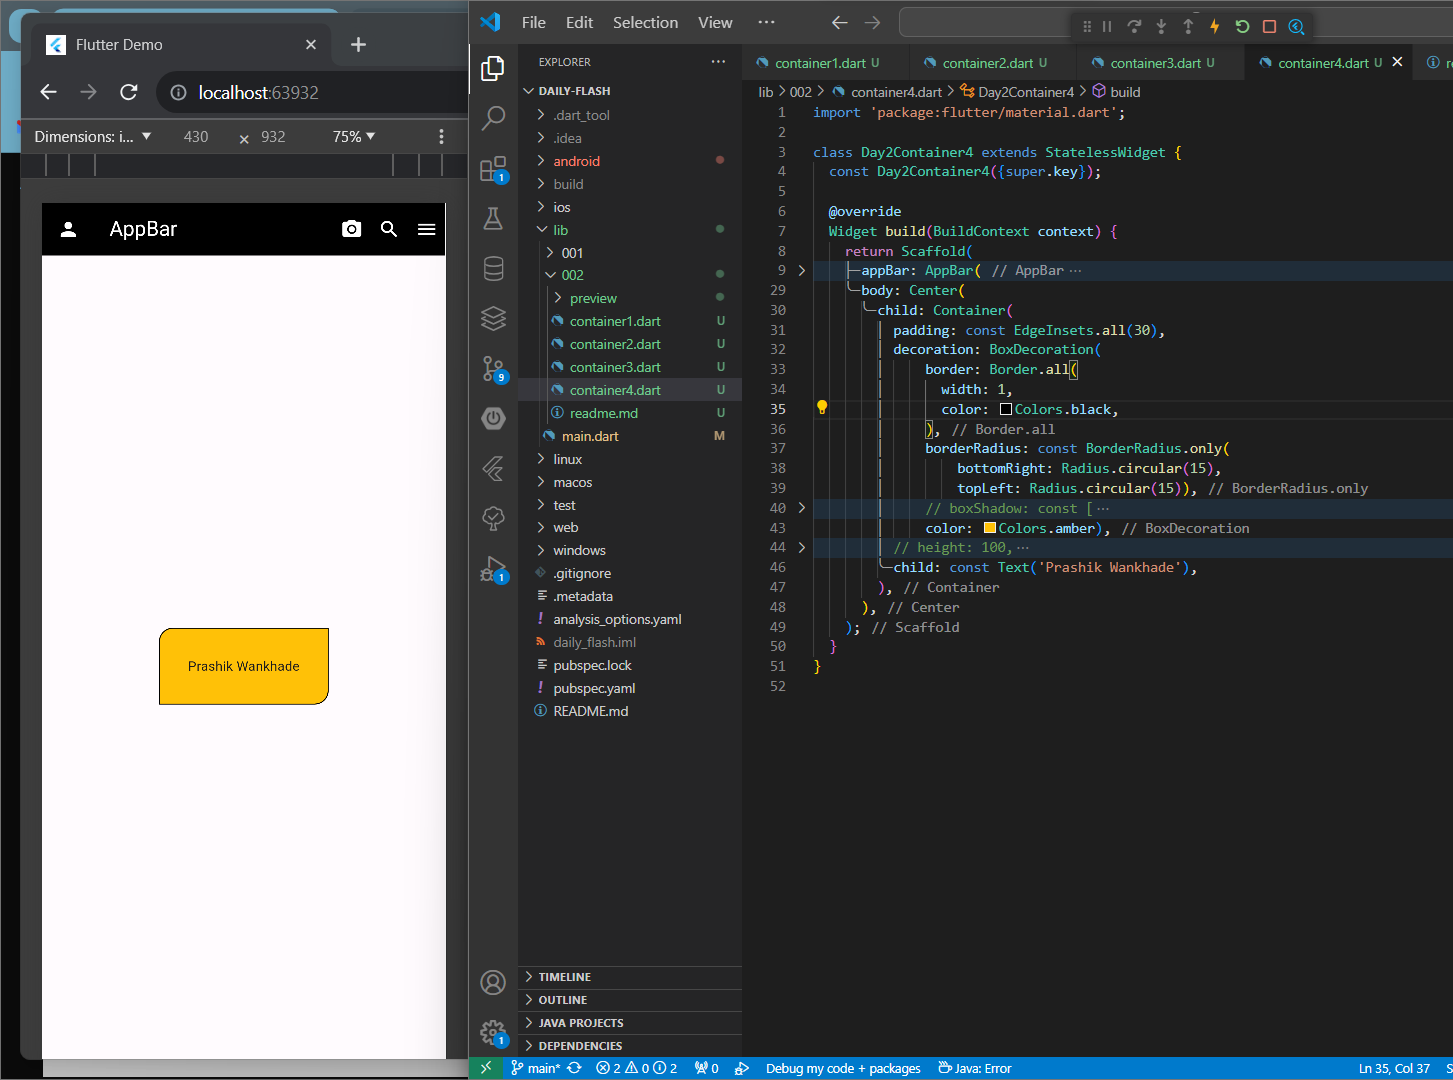 Flutter Demo
localhost:63932
Dimensions: i... 430 × 932 75%
AppBar
Prashik Wankhade
File Edit Selection View ···
EXPLORER ···
DAILY-FLASH
.dart_tool
.idea
android
build
ios
lib
001
002
preview
container1.dart U
container2.dart U
container3.dart U
container4.dart U
readme.md U
main.dart M
linux
macos
test
web
windows
.gitignore
.metadata
analysis_options.yaml
daily_flash.iml
pubspec.lock
pubspec.yaml
README.md
TIMELINE
OUTLINE
JAVA PROJECTS
DEPENDENCIES
1
9
1
1
container1.dart U container2.dart U container3.dart U container4.dart U
lib > 002 > container4.dart > Day2Container4 > build
1 import 'package:flutter/material.dart';
2
3 class Day2Container4 extends StatelessWidget {
4 const Day2Container4({super.key});
5
6 @override
7 Widget build(BuildContext context) {
8 return Scaffold(
9 appBar: AppBar( // AppBar ···
29 body: Center(
30 child: Container(
31 padding: const EdgeInsets.all(30),
32 decoration: BoxDecoration(
33 border: Border.all(
34 width: 1,
35 color: Colors.black,
36 ), // Border.all
37 borderRadius: const BorderRadius.only(
38 bottomRight: Radius.circular(15),
39 topLeft: Radius.circular(15)), // BorderRadius.only
40 // boxShadow: const [ ···
43 color: Colors.amber), // BoxDecoration
44 // height: 100, ···
46 child: const Text('Prashik Wankhade'),
47 ), // Container
48 ), // Center
49 ); // Scaffold
50 }
51 }
52
main* 2 0 2 0 Debug my code + packages Java: Error Ln 35, Col 37